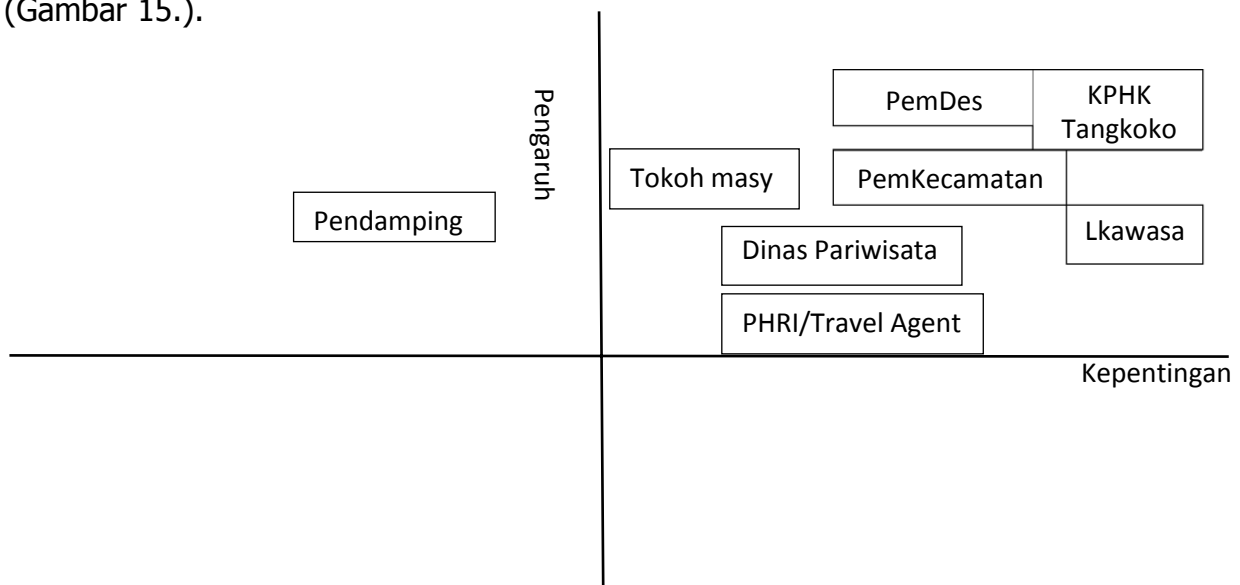 (Gambar 15.).
Pengaruh
PemDes
KPHK
Tangkoko
Tokoh masy
PemKecamatan
Pendamping
Lkawasa
Dinas Pariwisata
PHRI/Travel Agent
Kepentingan